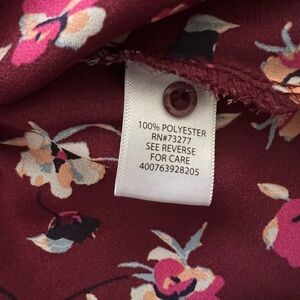 100% POLYESTER
RN#73277
SEE REVERSE
FOR CARE
400763928205